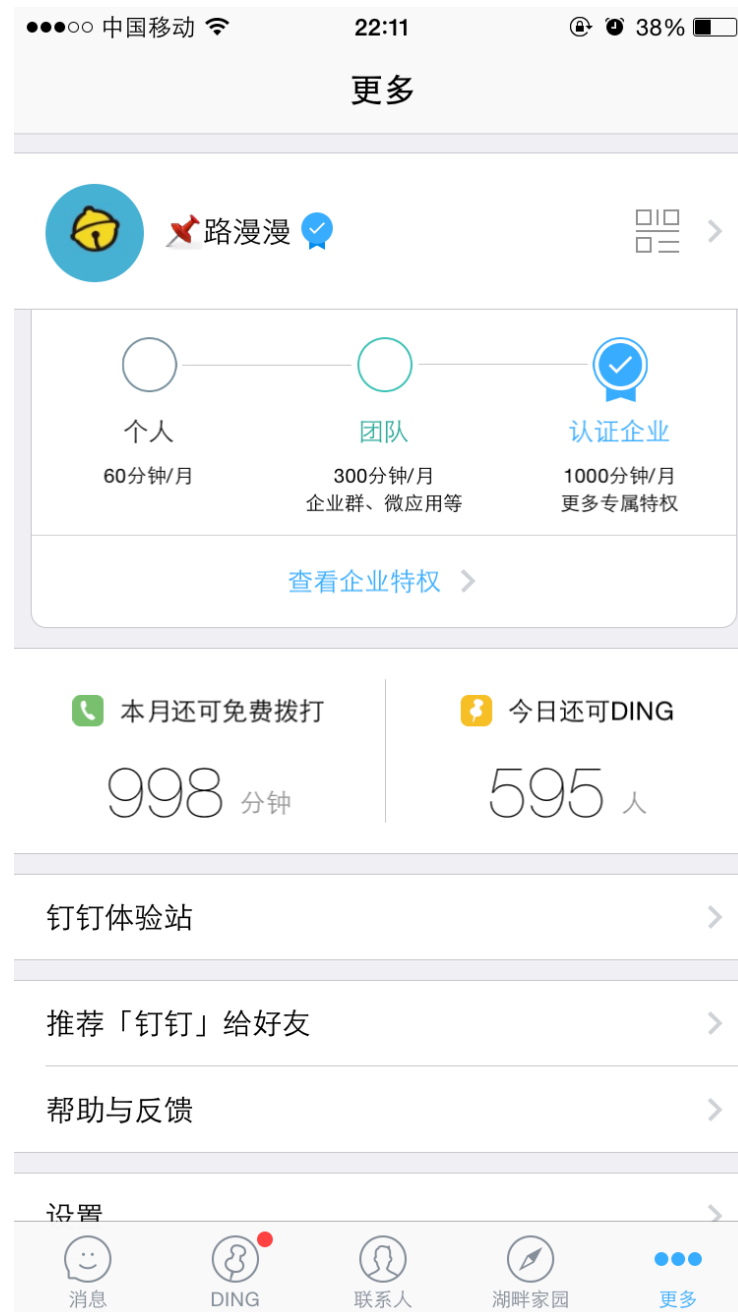 中国移动 22:11 38%
更多
路漫漫
个人 团队 认证企业
60分钟/月 300分钟/月 1000分钟/月
企业群、微应用等 更多专属特权
查看企业特权
本月还可免费拨打 今日还可DING
998 分钟 595 人
钉钉体验站
推荐「钉钉」给好友
帮助与反馈
设置
消息 DING 联系人 湖畔家园 更多